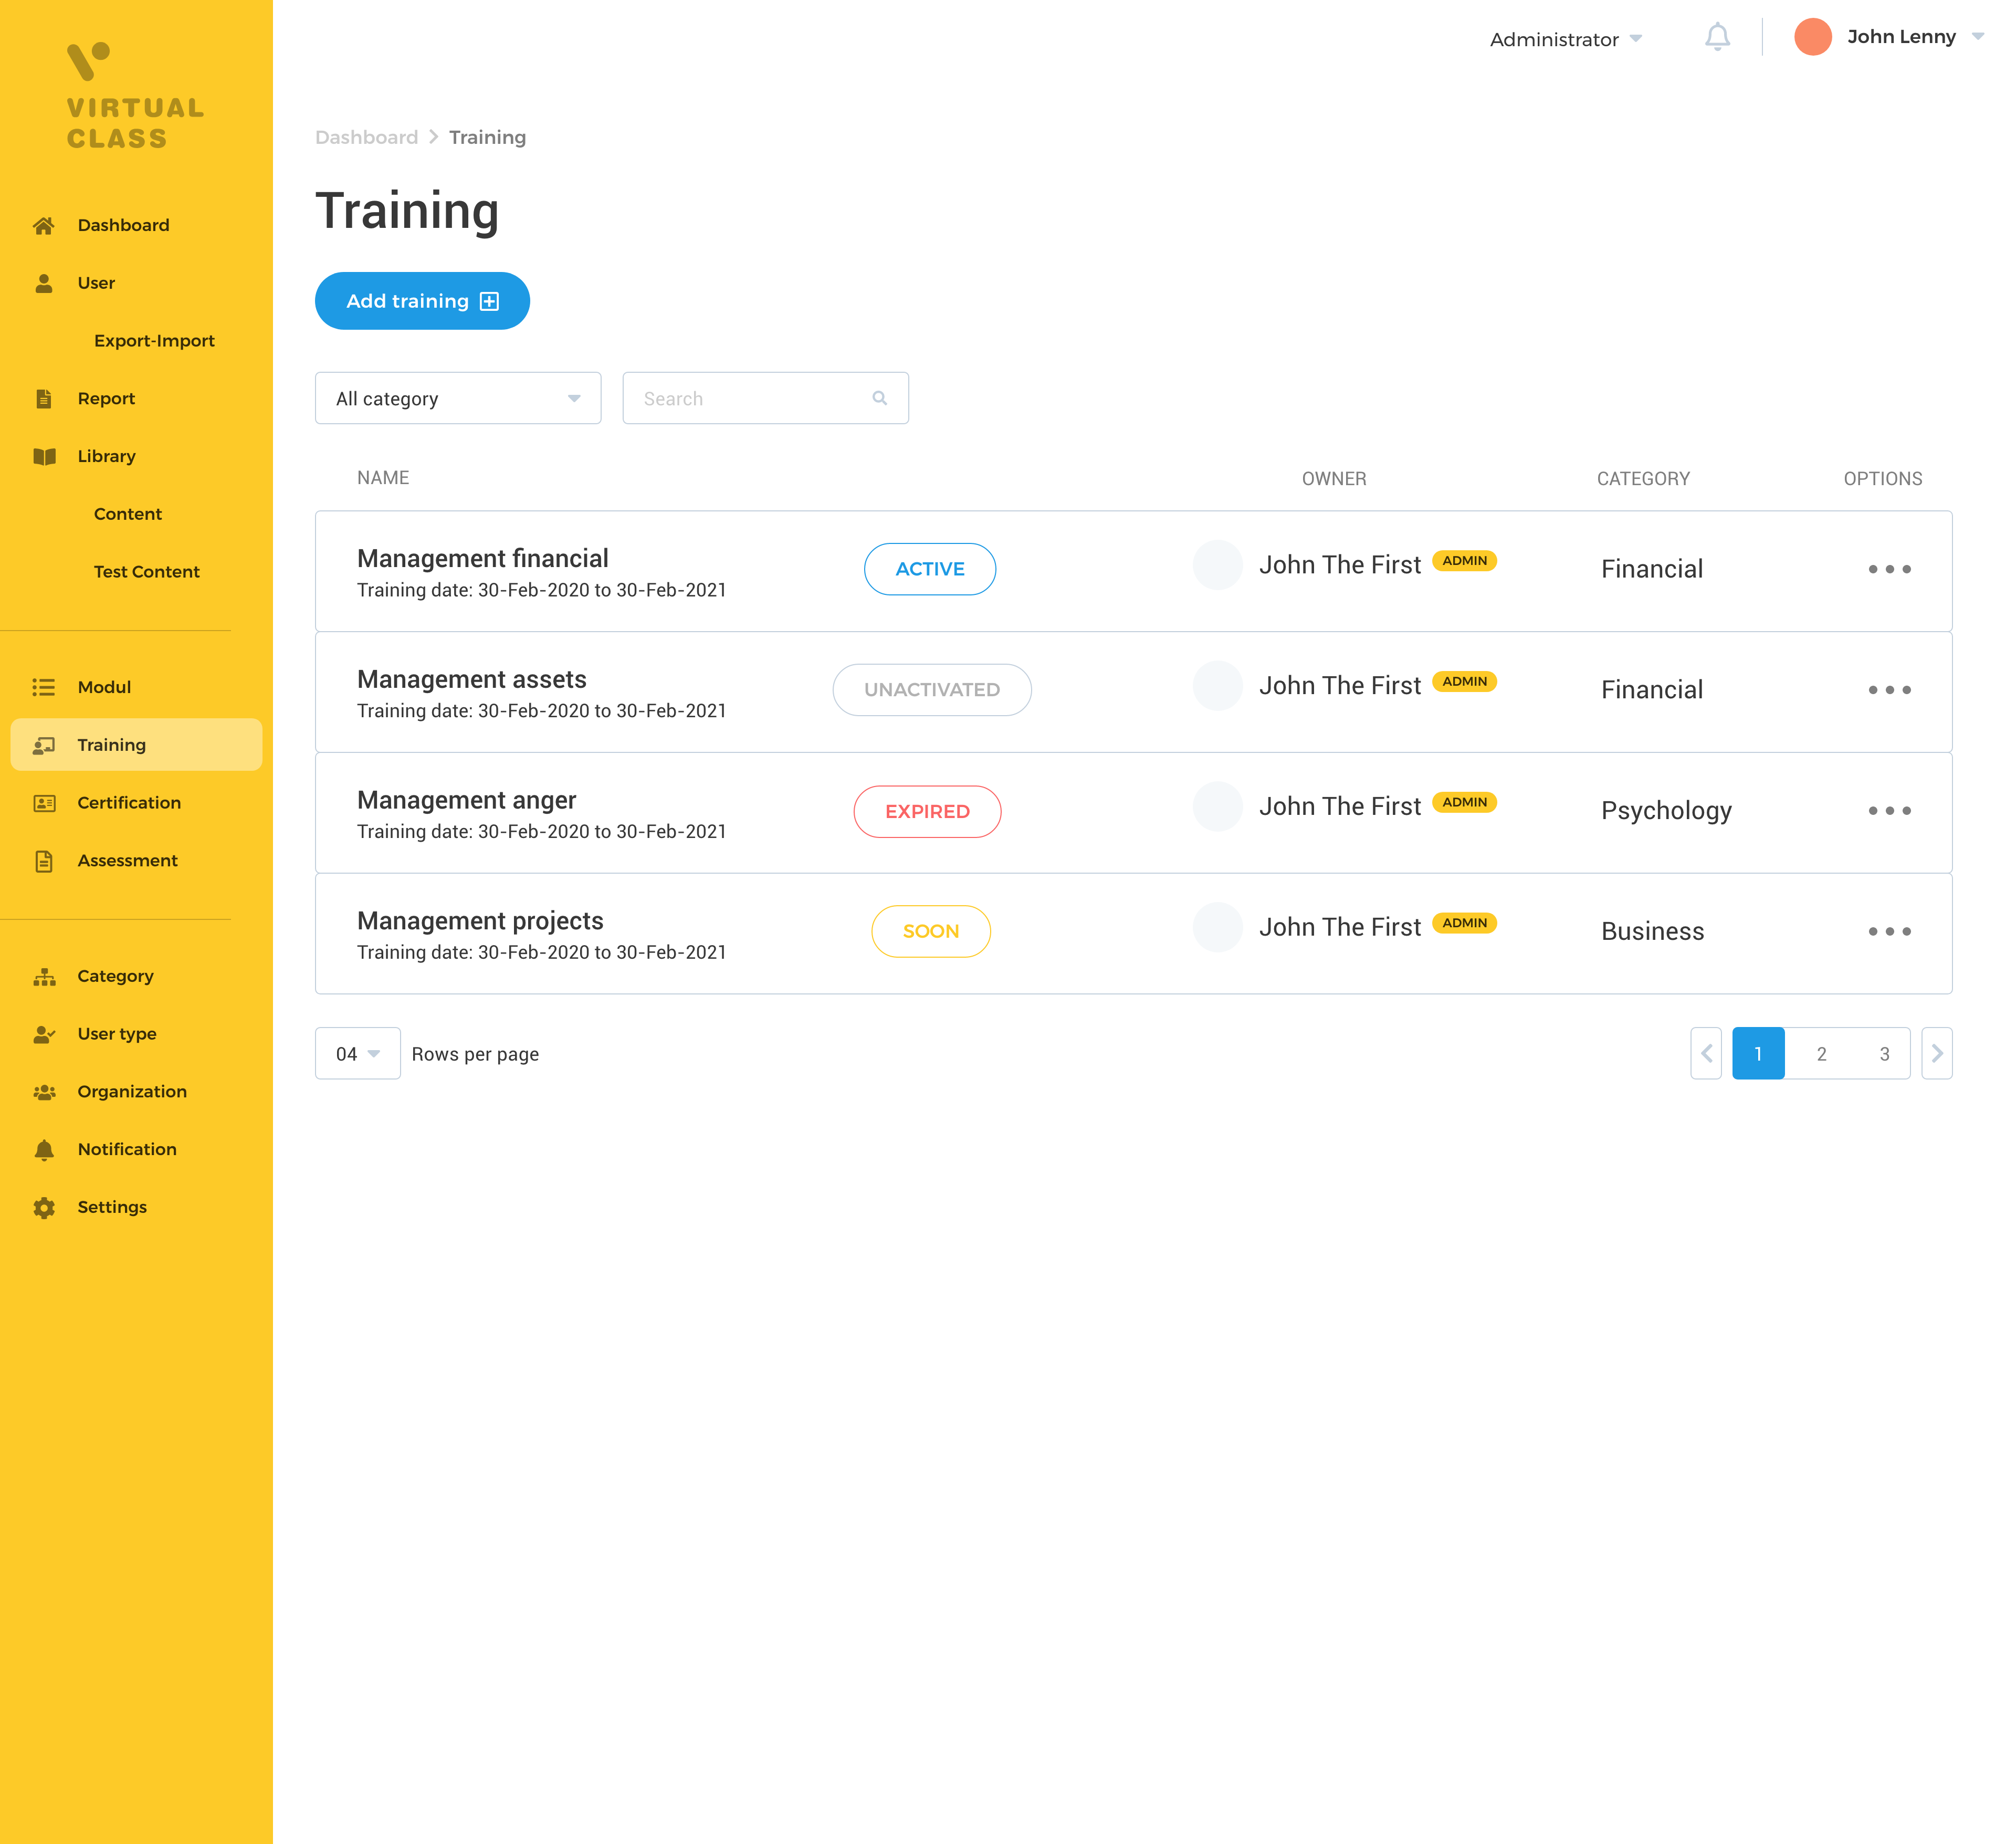 VIRTUAL
CLASS
Dashboard
User
Export-Import
Report
Library
Content
Test Content
Modul
Training
Certification
Assessment
Category
User type
Organization
Notification
Settings
Administrator
John Lenny
Dashboard Training
Training
Add training
All category
Search
NAME OWNER CATEGORY OPTIONS
Management financial
Training date: 30-Feb-2020 to 30-Feb-2021
ACTIVE
John The First ADMIN
Financial
Management assets
Training date: 30-Feb-2020 to 30-Feb-2021
UNACTIVATED
John The First ADMIN
Financial
Management anger
Training date: 30-Feb-2020 to 30-Feb-2021
EXPIRED
John The First ADMIN
Psychology
Management projects
Training date: 30-Feb-2020 to 30-Feb-2021
SOON
John The First ADMIN
Business
04 Rows per page
1 2 3